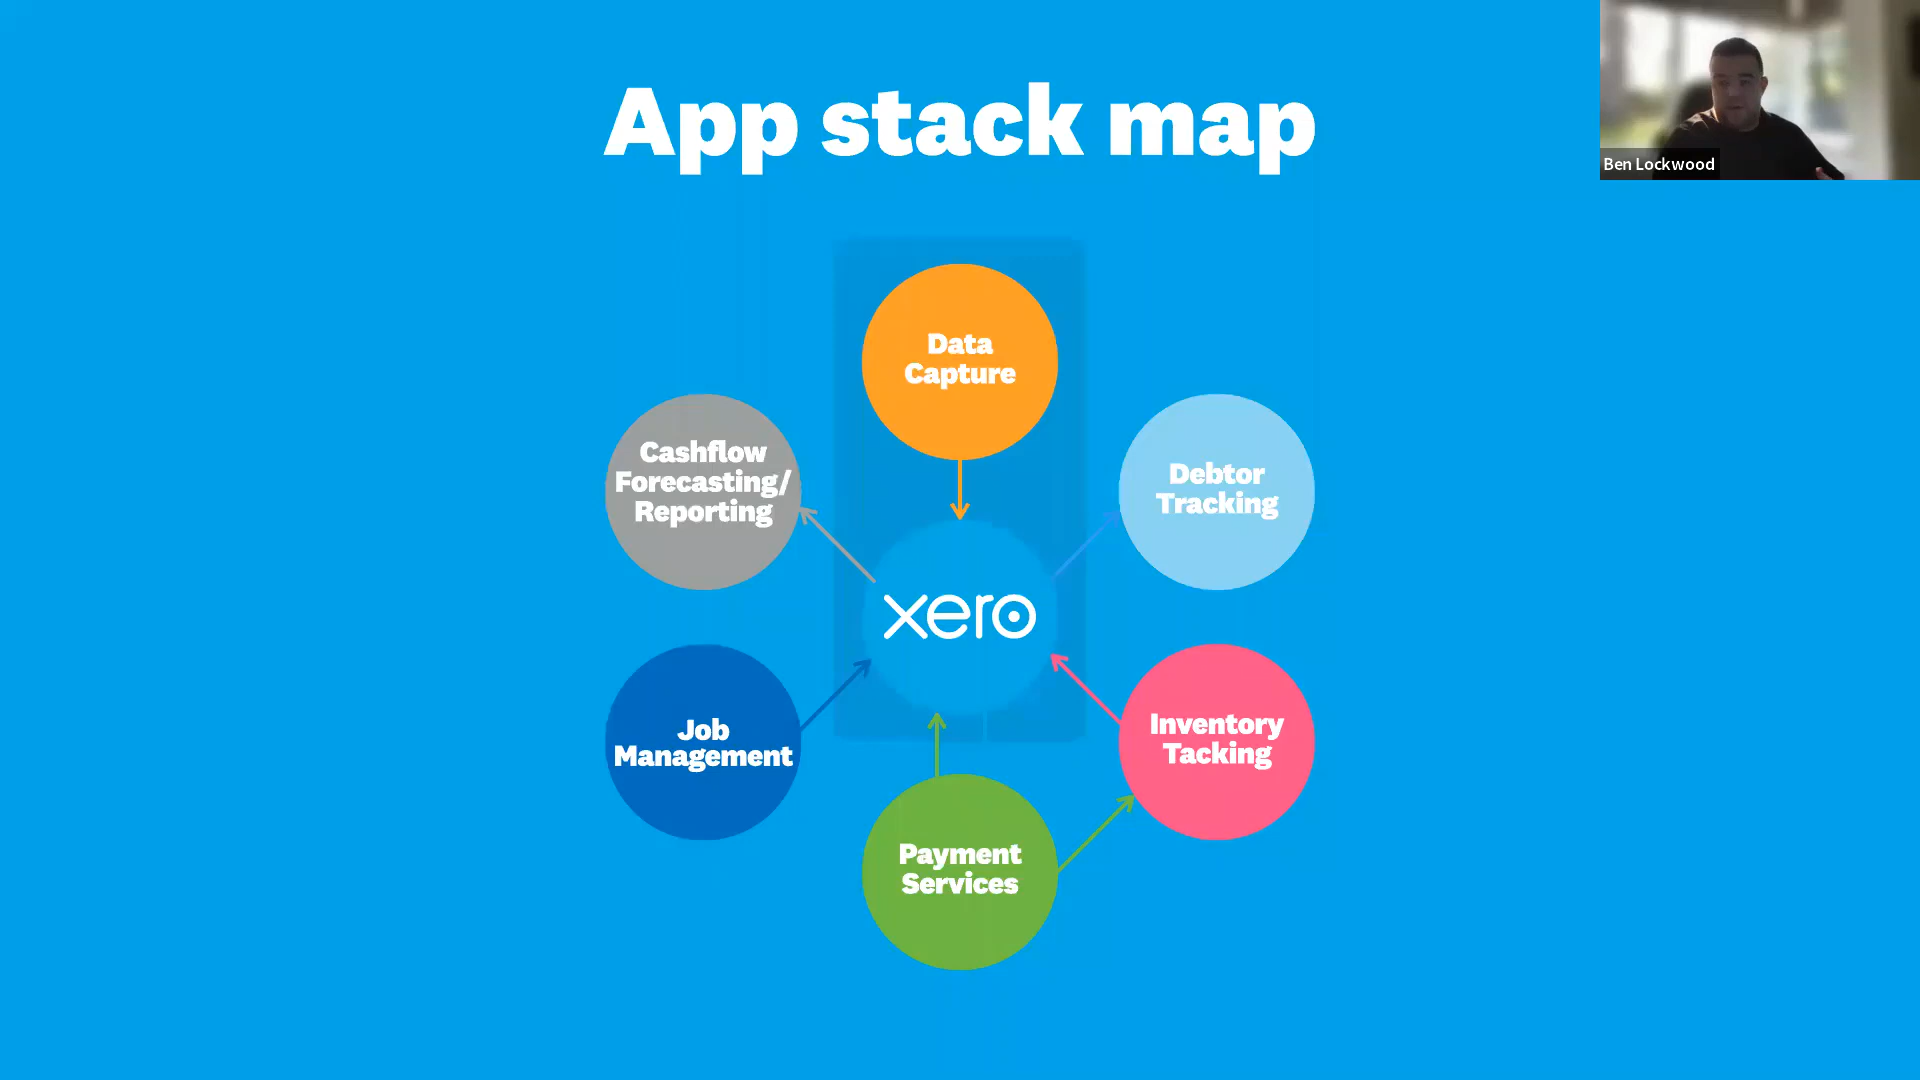 App stack map
Ben Lockwood
Data
Capture
Cashflow
Forecasting/
Reporting
Debtor
Tracking
xero
Job
Management
Inventory
Tacking
Payment
Services